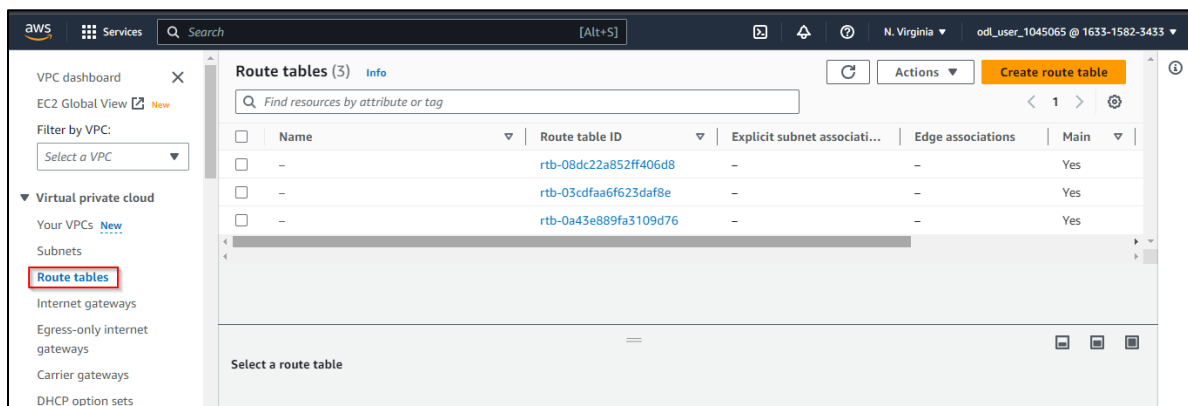 aws Services Search [Alt+S] N. Virginia ▼ odl_user_1045065 @ 1633-1582-3433 ▼
VPC dashboard
EC2 Global View New
Filter by VPC:
Select a VPC
Virtual private cloud
Your VPCs New
Subnets
Route tables
Internet gateways
Egress-only internet
gateways
Carrier gateways
DHCP option sets
Route tables (3) Info Actions ▼ Create route table
Find resources by attribute or tag < 1 >
Name Route table ID Explicit subnet associati... Edge associations Main
– rtb-08dc22a852ff406d8 – – Yes
– rtb-03cdfaa6f623daf8e – – Yes
– rtb-0a43e889fa3109d76 – – Yes
Select a route table